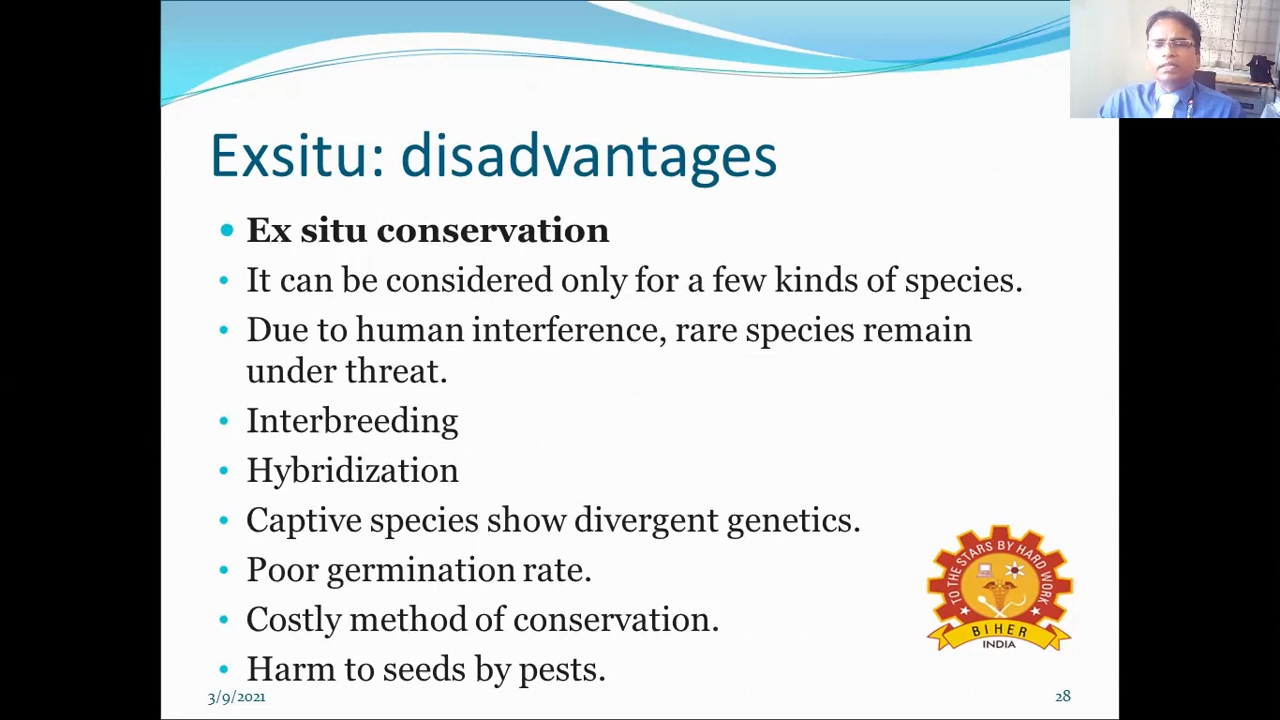 Exsitu: disadvantages
• Ex situ conservation
• It can be considered only for a few kinds of species.
• Due to human interference, rare species remain
under threat.
• Interbreeding
• Hybridization
• Captive species show divergent genetics.
• Poor germination rate.
• Costly method of conservation.
• Harm to seeds by pests.
TO THE STARS BY HARD WORK
BIHER
INDIA
3/9/2021
28